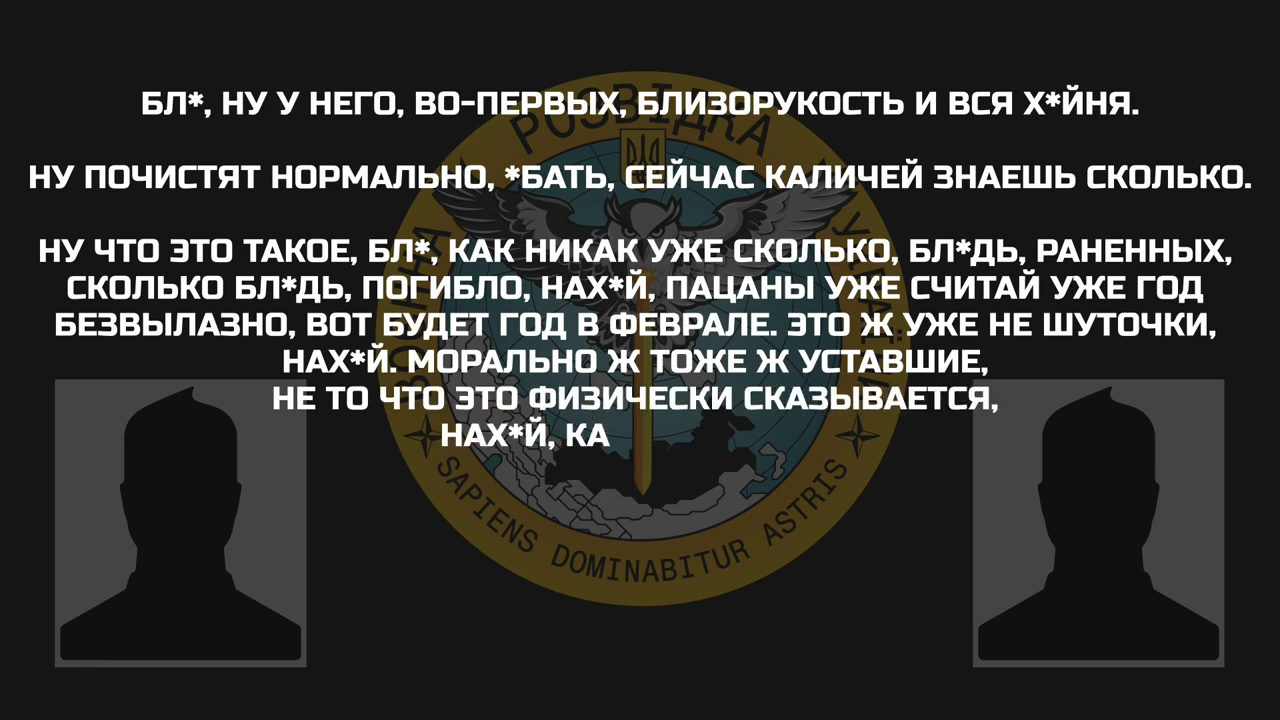 БЛ*, НУ У НЕГО, ВО-ПЕРВЫХ, БЛИЗОРУКОСТЬ И ВСЯ Х*ЙНЯ.
НУ ПОЧИСТЯТ НОРМАЛЬНО, *БАТЬ, СЕЙЧАС КАЛИЧЕЙ ЗНАЕШЬ СКОЛЬКО.
НУ ЧТО ЭТО ТАКОЕ, БЛ*, КАК НИКАК УЖЕ СКОЛЬКО, БЛ*ДЬ, РАНЕННЫХ,
СКОЛЬКО БЛ*ДЬ, ПОГИБЛО, НАХ*Й, ПАЦАНЫ УЖЕ СЧИТАЙ УЖЕ ГОД
БЕЗВЫЛАЗНО, ВОТ БУДЕТ ГОД В ФЕВРАЛЕ. ЭТО Ж УЖЕ НЕ ШУТОЧКИ,
НАХ*Й. МОРАЛЬНО Ж ТОЖЕ Ж УСТАВШИЕ,
НЕ ТО ЧТО ЭТО ФИЗИЧЕСКИ СКАЗЫВАЕТСЯ,
НАХ*Й, КА
РОЗВІДКА
SAPIENS DOMINABITUR ASTRIS